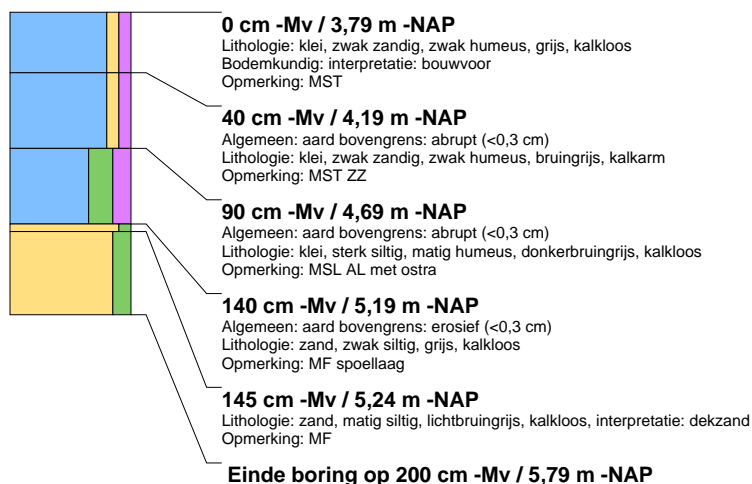 0 cm -Mv / 3,79 m -NAP
Lithologie: klei, zwak zandig, zwak humeus, grijs, kalkloos
Bodemkundig: interpretatie: bouwvoor
Opmerking: MST
40 cm -Mv / 4,19 m -NAP
Algemeen: aard bovengrens: abrupt (<0,3 cm)
Lithologie: klei, zwak zandig, zwak humeus, bruingrijs, kalkarm
Opmerking: MST ZZ
90 cm -Mv / 4,69 m -NAP
Algemeen: aard bovengrens: abrupt (<0,3 cm)
Lithologie: klei, sterk siltig, matig humeus, donkerbruingrijs, kalkloos
Opmerking: MSL AL met ostra
140 cm -Mv / 5,19 m -NAP
Algemeen: aard bovengrens: erosief (<0,3 cm)
Lithologie: zand, zwak siltig, grijs, kalkloos
Opmerking: MF spoellaag
145 cm -Mv / 5,24 m -NAP
Lithologie: zand, matig siltig, lichtbruingrijs, kalkloos, interpretatie: dekzand
Opmerking: MF
Einde boring op 200 cm -Mv / 5,79 m -NAP